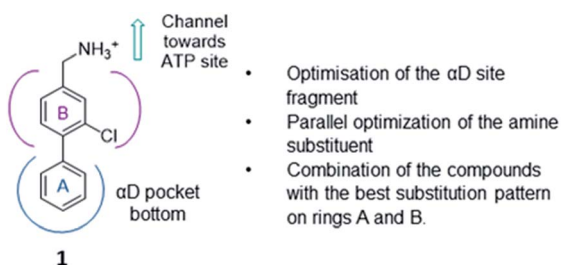 Channel
towards
ATP site
NH₃⁺
B
Cl
A
αD pocket
bottom
1
• Optimisation of the αD site
fragment
• Parallel optimization of the amine
substituent
• Combination of the compounds
with the best substitution pattern
on rings A and B.